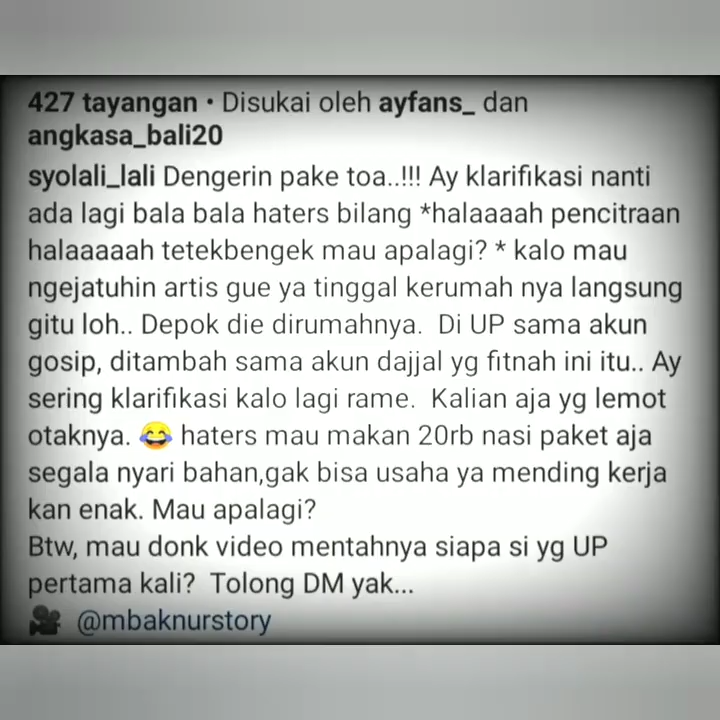 427 tayangan • Disukai oleh ayfans_ dan
angkasa_bali20
syolali_lali Dengerin pake toa..!!! Ay klarifikasi nanti
ada lagi bala bala haters bilang *halaaaah pencitraan
halaaaaah tetekbengek mau apalagi? * kalo mau
ngejatuhin artis gue ya tinggal kerumah nya langsung
gitu loh.. Depok die dirumahnya. Di UP sama akun
gosip, ditambah sama akun dajjal yg fitnah ini itu.. Ay
sering klarifikasi kalo lagi rame. Kalian aja yg lemot
otaknya. 😂 haters mau makan 20rb nasi paket aja
segala nyari bahan,gak bisa usaha ya mending kerja
kan enak. Mau apalagi?
Btw, mau donk video mentahnya siapa si yg UP
pertama kali? Tolong DM yak...
🎥 @mbaknurstory